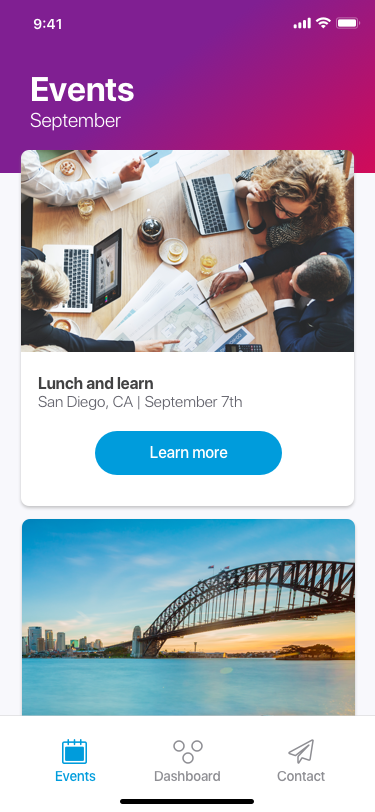 9:41
Events
September
Lunch and learn
San Diego, CA | September 7th
Learn more
Events
Dashboard
Contact